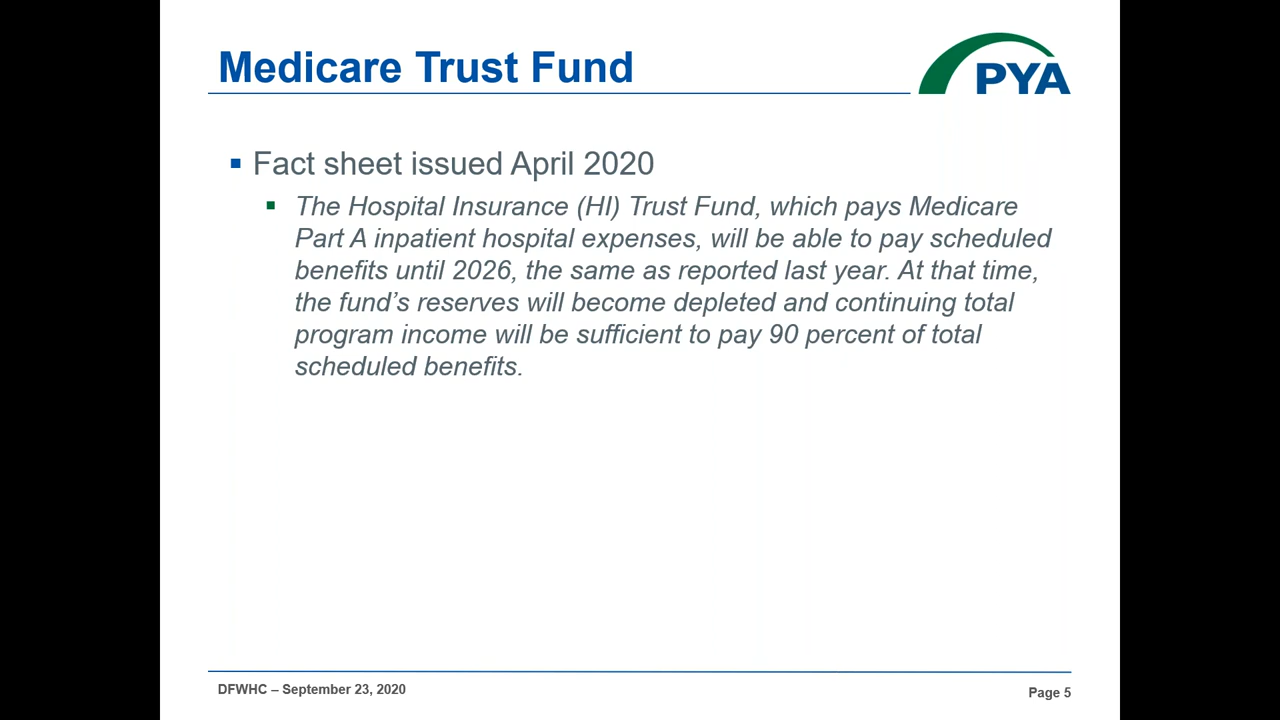 Medicare Trust Fund
PYA
▪ Fact sheet issued April 2020
▪ The Hospital Insurance (HI) Trust Fund, which pays Medicare
Part A inpatient hospital expenses, will be able to pay scheduled
benefits until 2026, the same as reported last year. At that time,
the fund’s reserves will become depleted and continuing total
program income will be sufficient to pay 90 percent of total
scheduled benefits.
DFWHC – September 23, 2020
Page 5